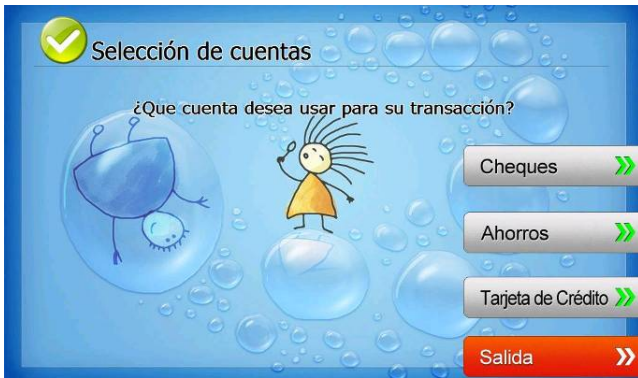 Selección de cuentas
¿Que cuenta desea usar para su transacción?
Cheques
Ahorros
Tarjeta de Crédito
Salida